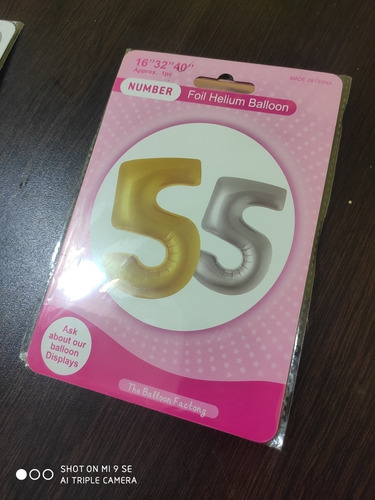 16"32"40"
Approx. 1pc
MADE IN CHINA
NUMBER
Foil Helium Balloon
55
Ask
about our
balloon
Displays
The Balloon Factory
SHOT ON MI 9 SE
AI TRIPLE CAMERA